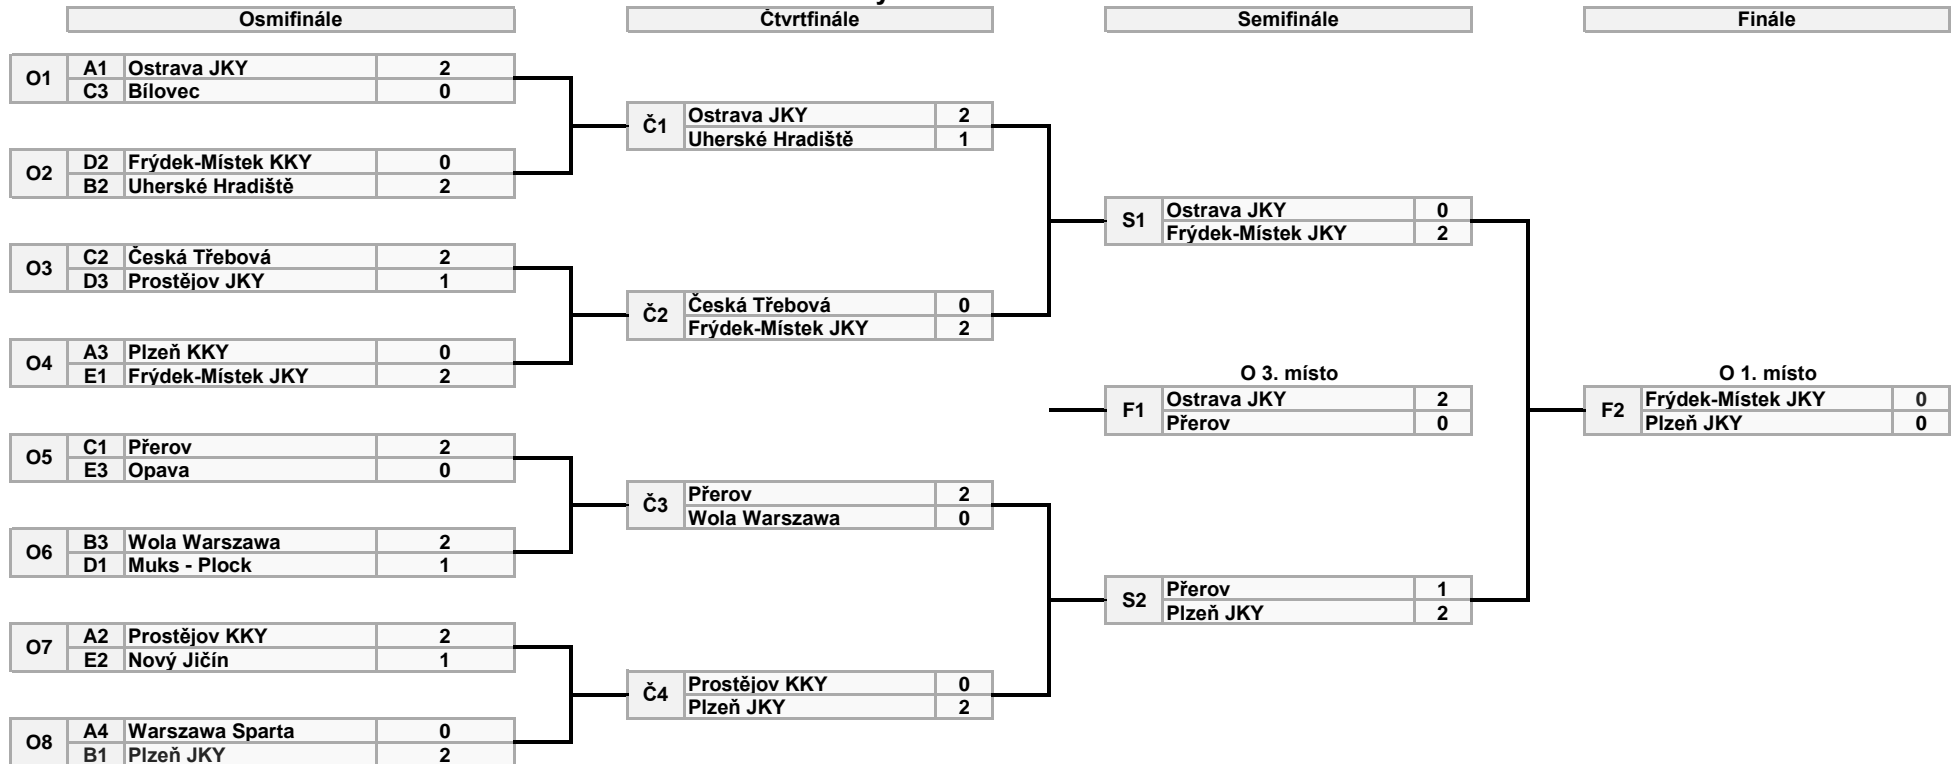 Osmifinále Čtvrtfinále Semifinále Finále
O1
A1 Ostrava JKY 2
C3 Bílovec 0
Č1
Ostrava JKY 2
Uherské Hradiště 1
O2
D2 Frýdek-Místek KKY 0
B2 Uherské Hradiště 2
S1
Ostrava JKY 0
Frýdek-Místek JKY 2
O3
C2 Česká Třebová 2
D3 Prostějov JKY 1
Č2
Česká Třebová 0
Frýdek-Místek JKY 2
O4
A3 Plzeň KKY 0
E1 Frýdek-Místek JKY 2
O 3. místo
F1
Ostrava JKY 2
Přerov 0
O 1. místo
F2
Frýdek-Místek JKY 0
Plzeň JKY 0
O5
C1 Přerov 2
E3 Opava 0
Č3
Přerov 2
Wola Warszawa 0
O6
B3 Wola Warszawa 2
D1 Muks - Plock 1
S2
Přerov 1
Plzeň JKY 2
O7
A2 Prostějov KKY 2
E2 Nový Jičín 1
Č4
Prostějov KKY 0
Plzeň JKY 2
O8
A4 Warszawa Sparta 0
B1 Plzeň JKY 2